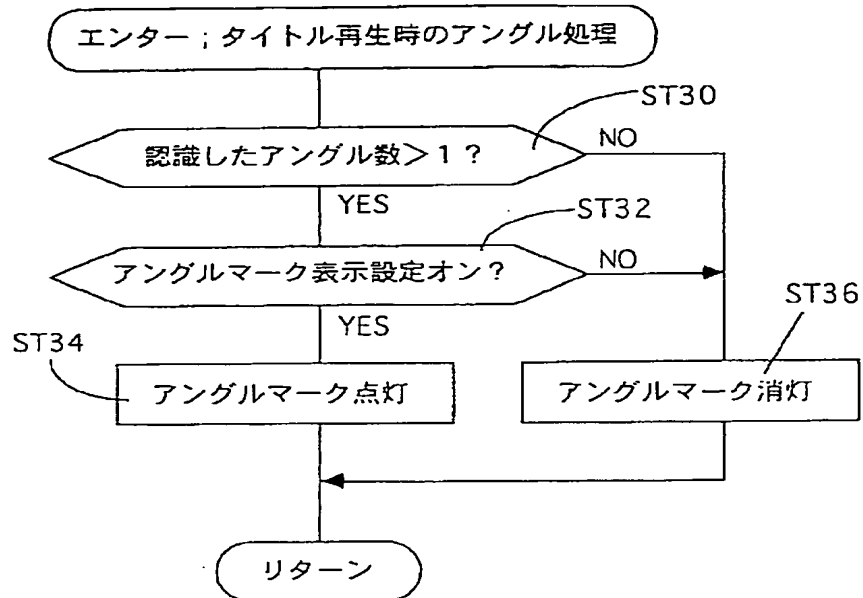 エンター；タイトル再生時のアングル処理
ST30
認識したアングル数＞１？
NO
YES
ST32
アングルマーク表示設定オン？
NO
YES
ST36
ST34
アングルマーク点灯
アングルマーク消灯
リターン